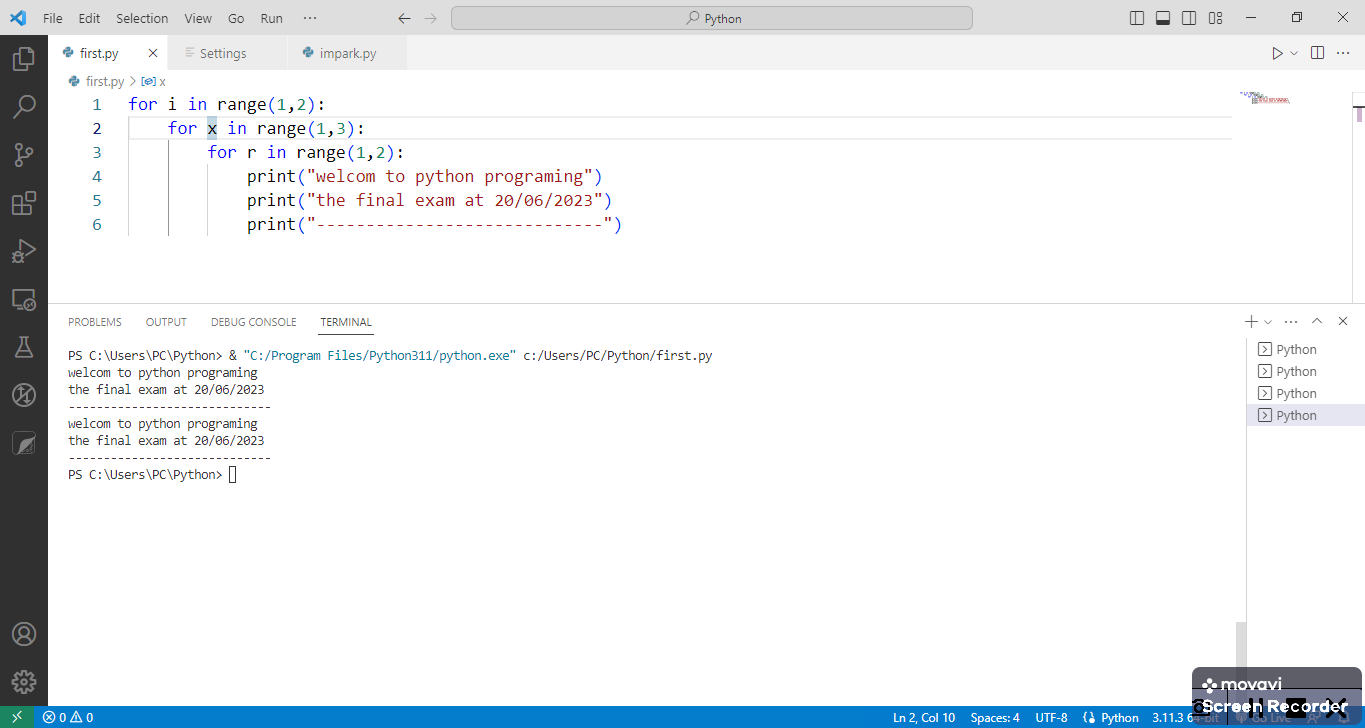 File Edit Selection View Go Run ···
Python
first.py
Settings
impark.py
first.py > x
1 for i in range(1,2):
2 for x in range(1,3):
3 for r in range(1,2):
4 print("welcom to python programing")
5 print("the final exam at 20/06/2023")
6 print("-----------------------------")
PROBLEMS OUTPUT DEBUG CONSOLE TERMINAL
PS C:\Users\PC\Python> & "C:/Program Files/Python311/python.exe" c:/Users/PC/Python/first.py
welcom to python programing
the final exam at 20/06/2023
-----------------------------
welcom to python programing
the final exam at 20/06/2023
-----------------------------
PS C:\Users\PC\Python>
Python
Python
Python
Python
movavi
Screen Recorder
0 0 Ln 2, Col 10 Spaces: 4 UTF-8 Python 3.11.3 64-bit Go Live